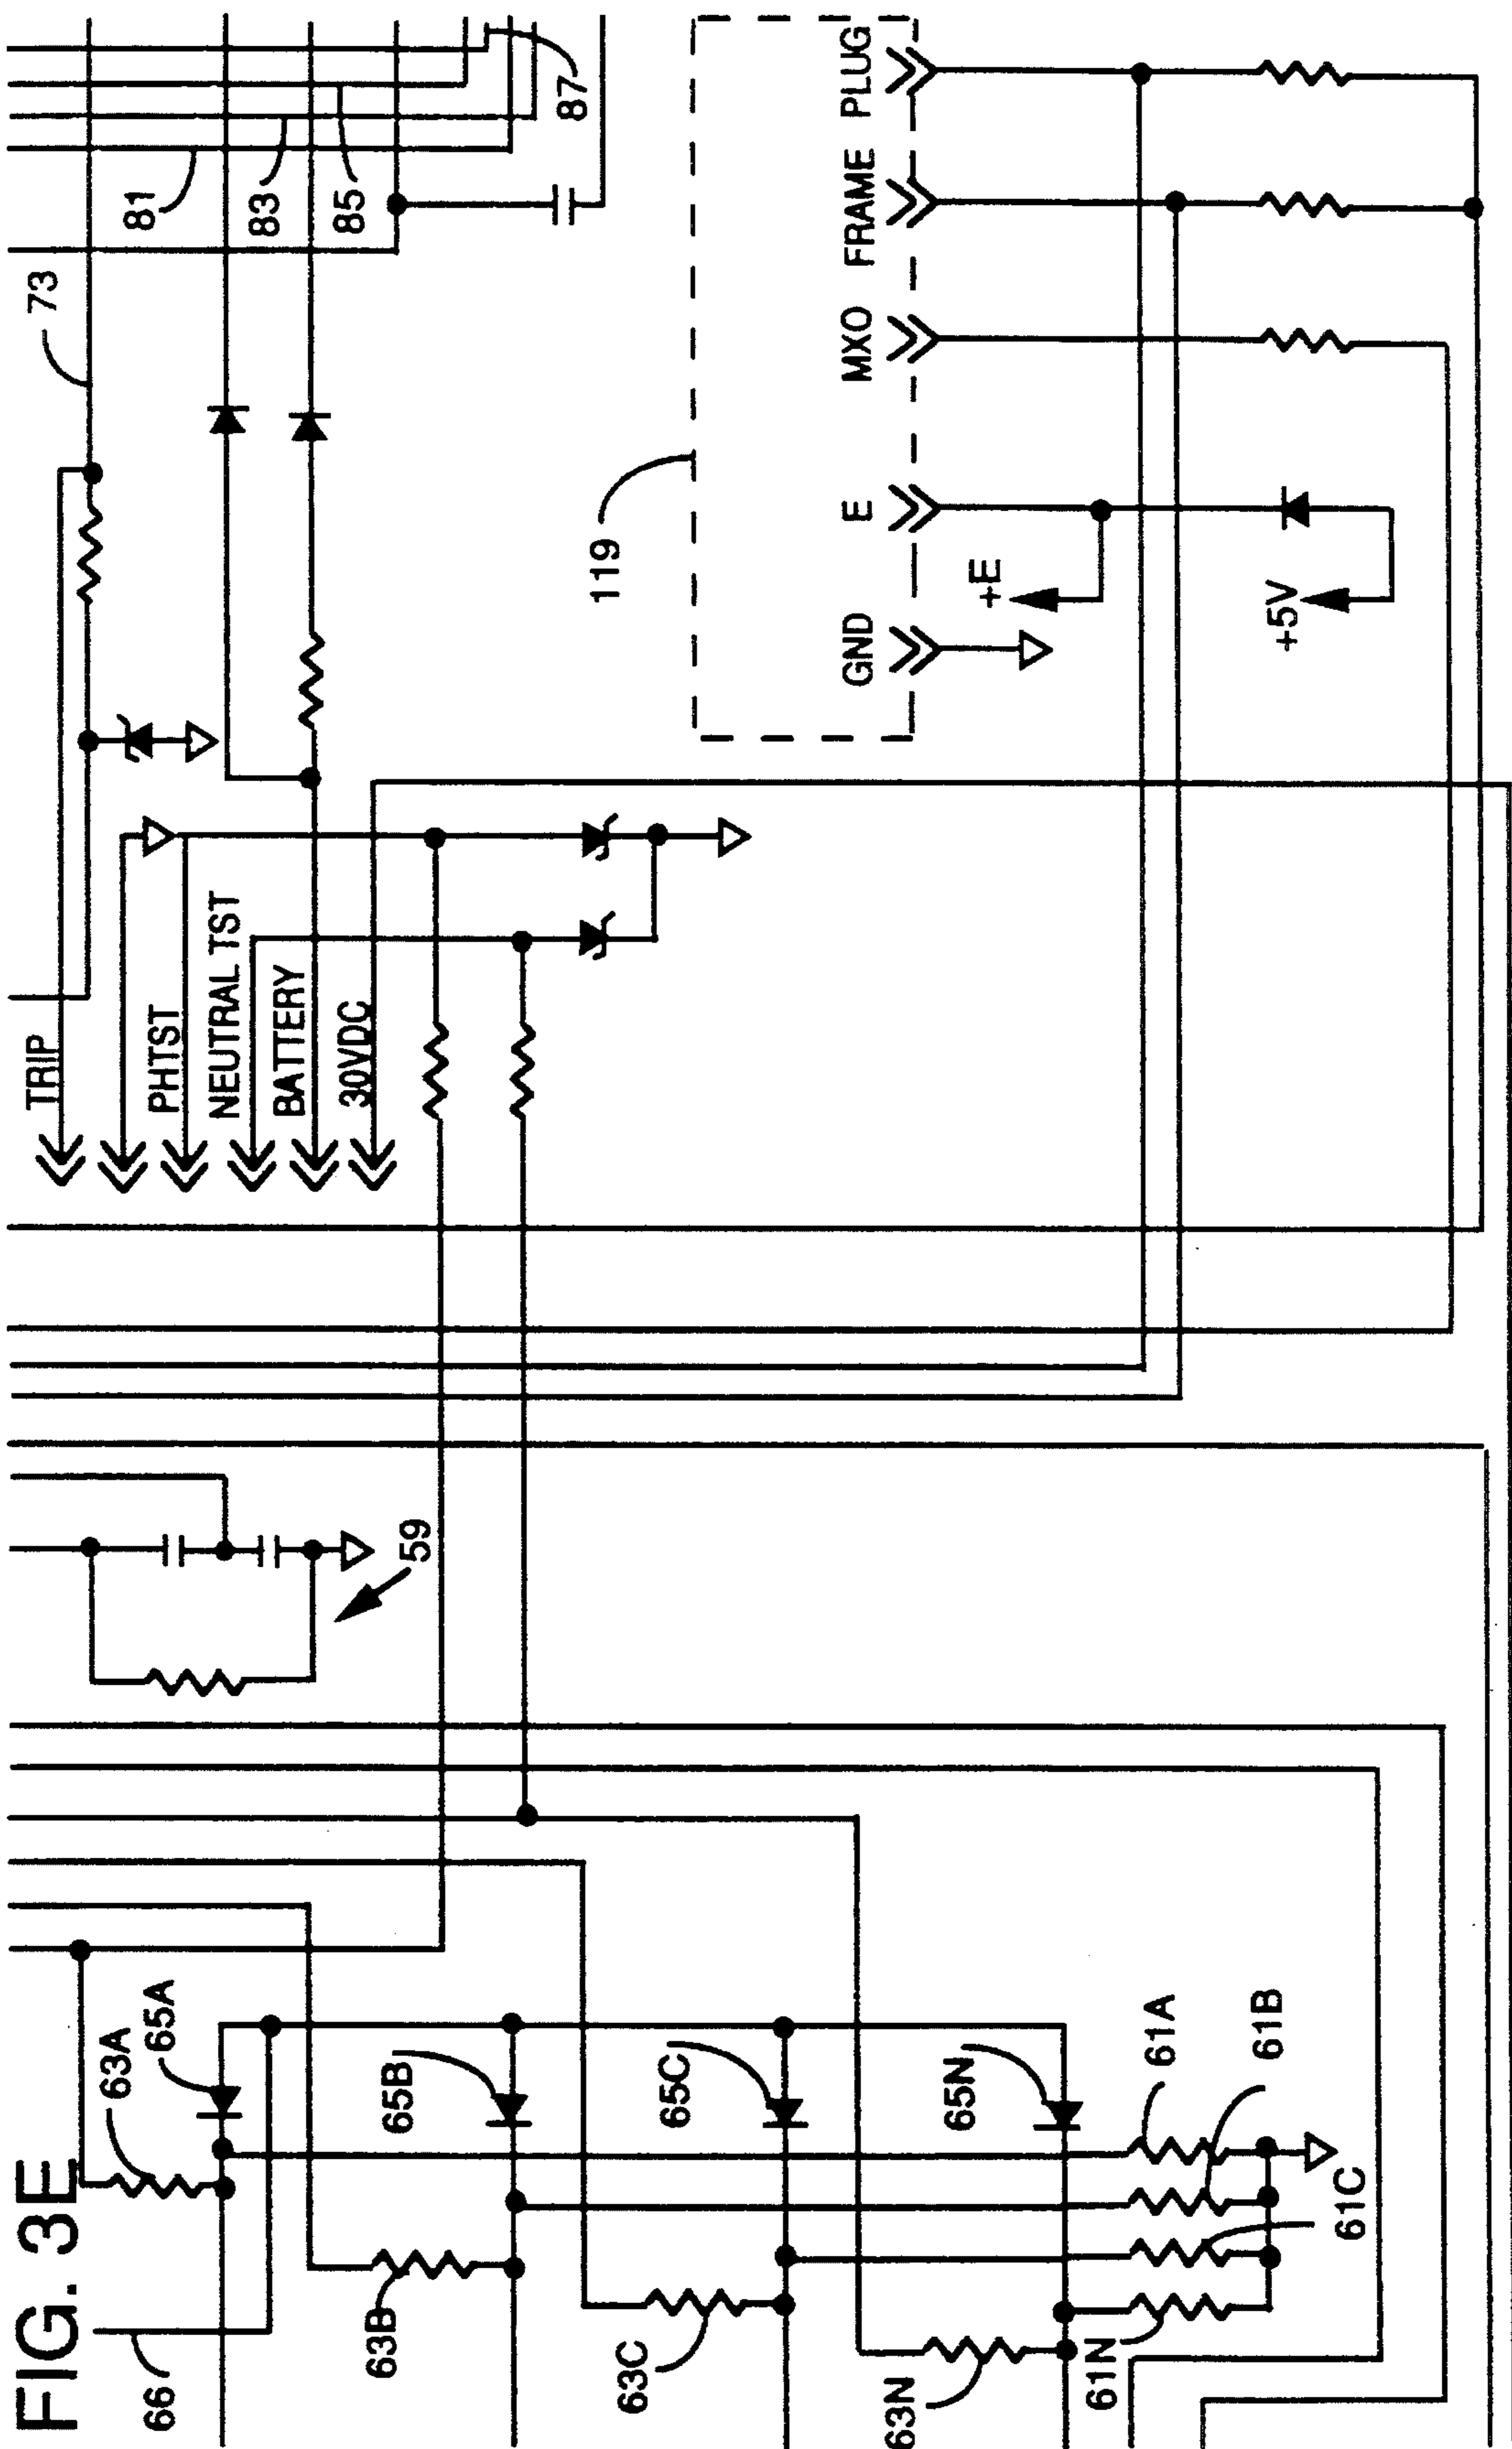 FIG. 3E
66
63A
65A
63B
65B
63C
65C
63N
65N
61N
61A
61B
61C
59
TRIP
PHTST
NEUTRAL TST
BATTERY
30VDC
73
81
83
85
87
119
GND
E
MXO
FRAME
PLUG
+E
+5V